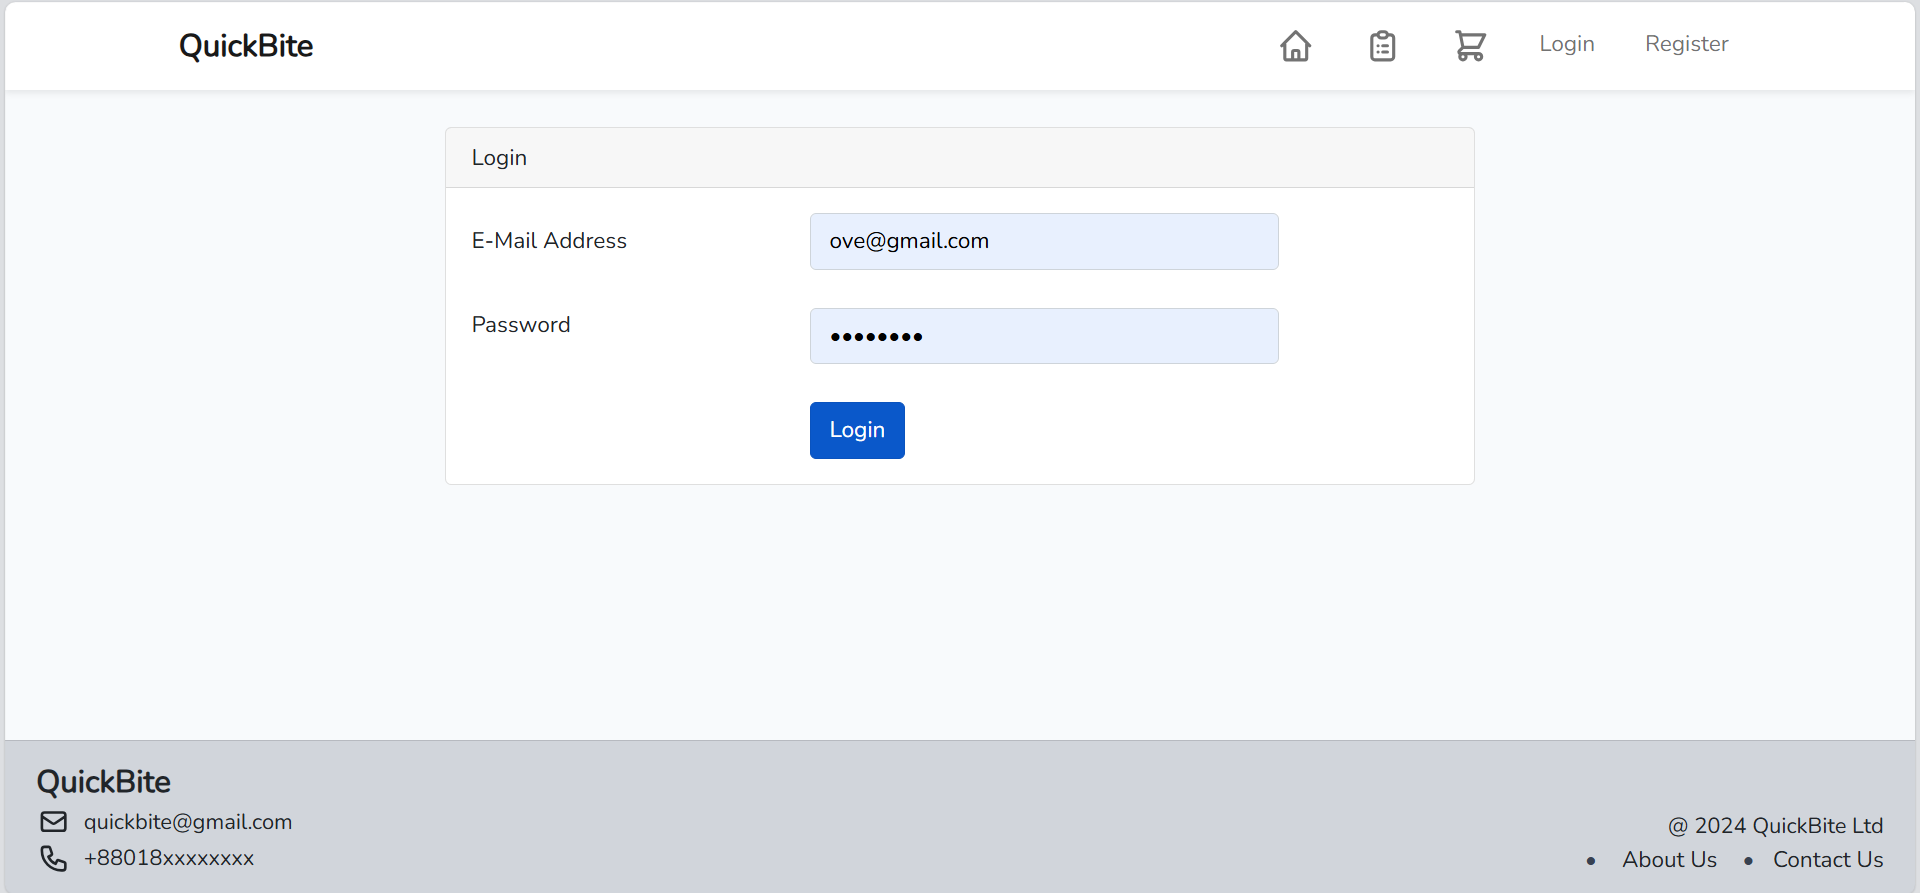 QuickBite
Login
Register
Login
E-Mail Address
ove@gmail.com
Password
••••••••
Login
QuickBite
quickbite@gmail.com
+88018xxxxxxxx
@ 2024 QuickBite Ltd
• About Us • Contact Us